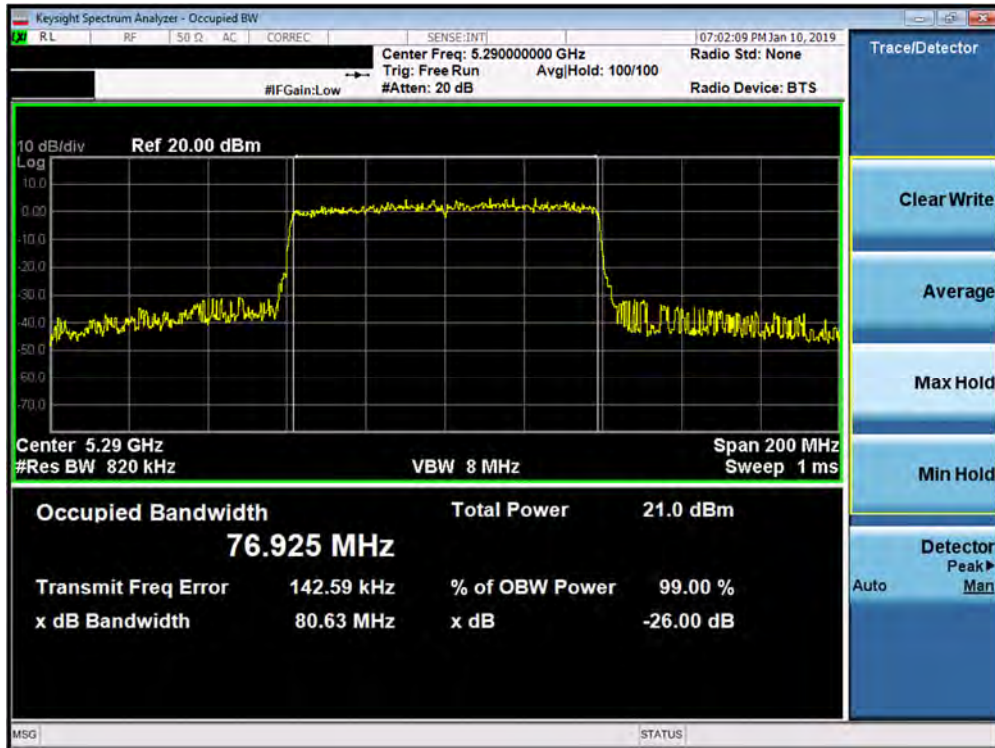 Keysight Spectrum Analyzer - Occupied BW
LXI RL RF 50 Ω AC CORREC SENSE:INT 07:02:09 PM Jan 10, 2019
Center Freq: 5.290000000 GHz Radio Std: None
Trig: Free Run Avg|Hold: 100/100
#IFGain:Low #Atten: 20 dB Radio Device: BTS
Trace/Detector
10 dB/div Ref 20.00 dBm
Log
10.0
0.00
-10.0
-20.0
-30.0
-40.0
-50.0
-60.0
-70.0
Center 5.29 GHz Span 200 MHz
#Res BW 820 kHz VBW 8 MHz Sweep 1 ms
Occupied Bandwidth Total Power 21.0 dBm
76.925 MHz
Transmit Freq Error 142.59 kHz % of OBW Power 99.00 %
x dB Bandwidth 80.63 MHz x dB -26.00 dB
Clear Write
Average
Max Hold
Min Hold
Detector
Peak▶
Auto Man
MSG STATUS